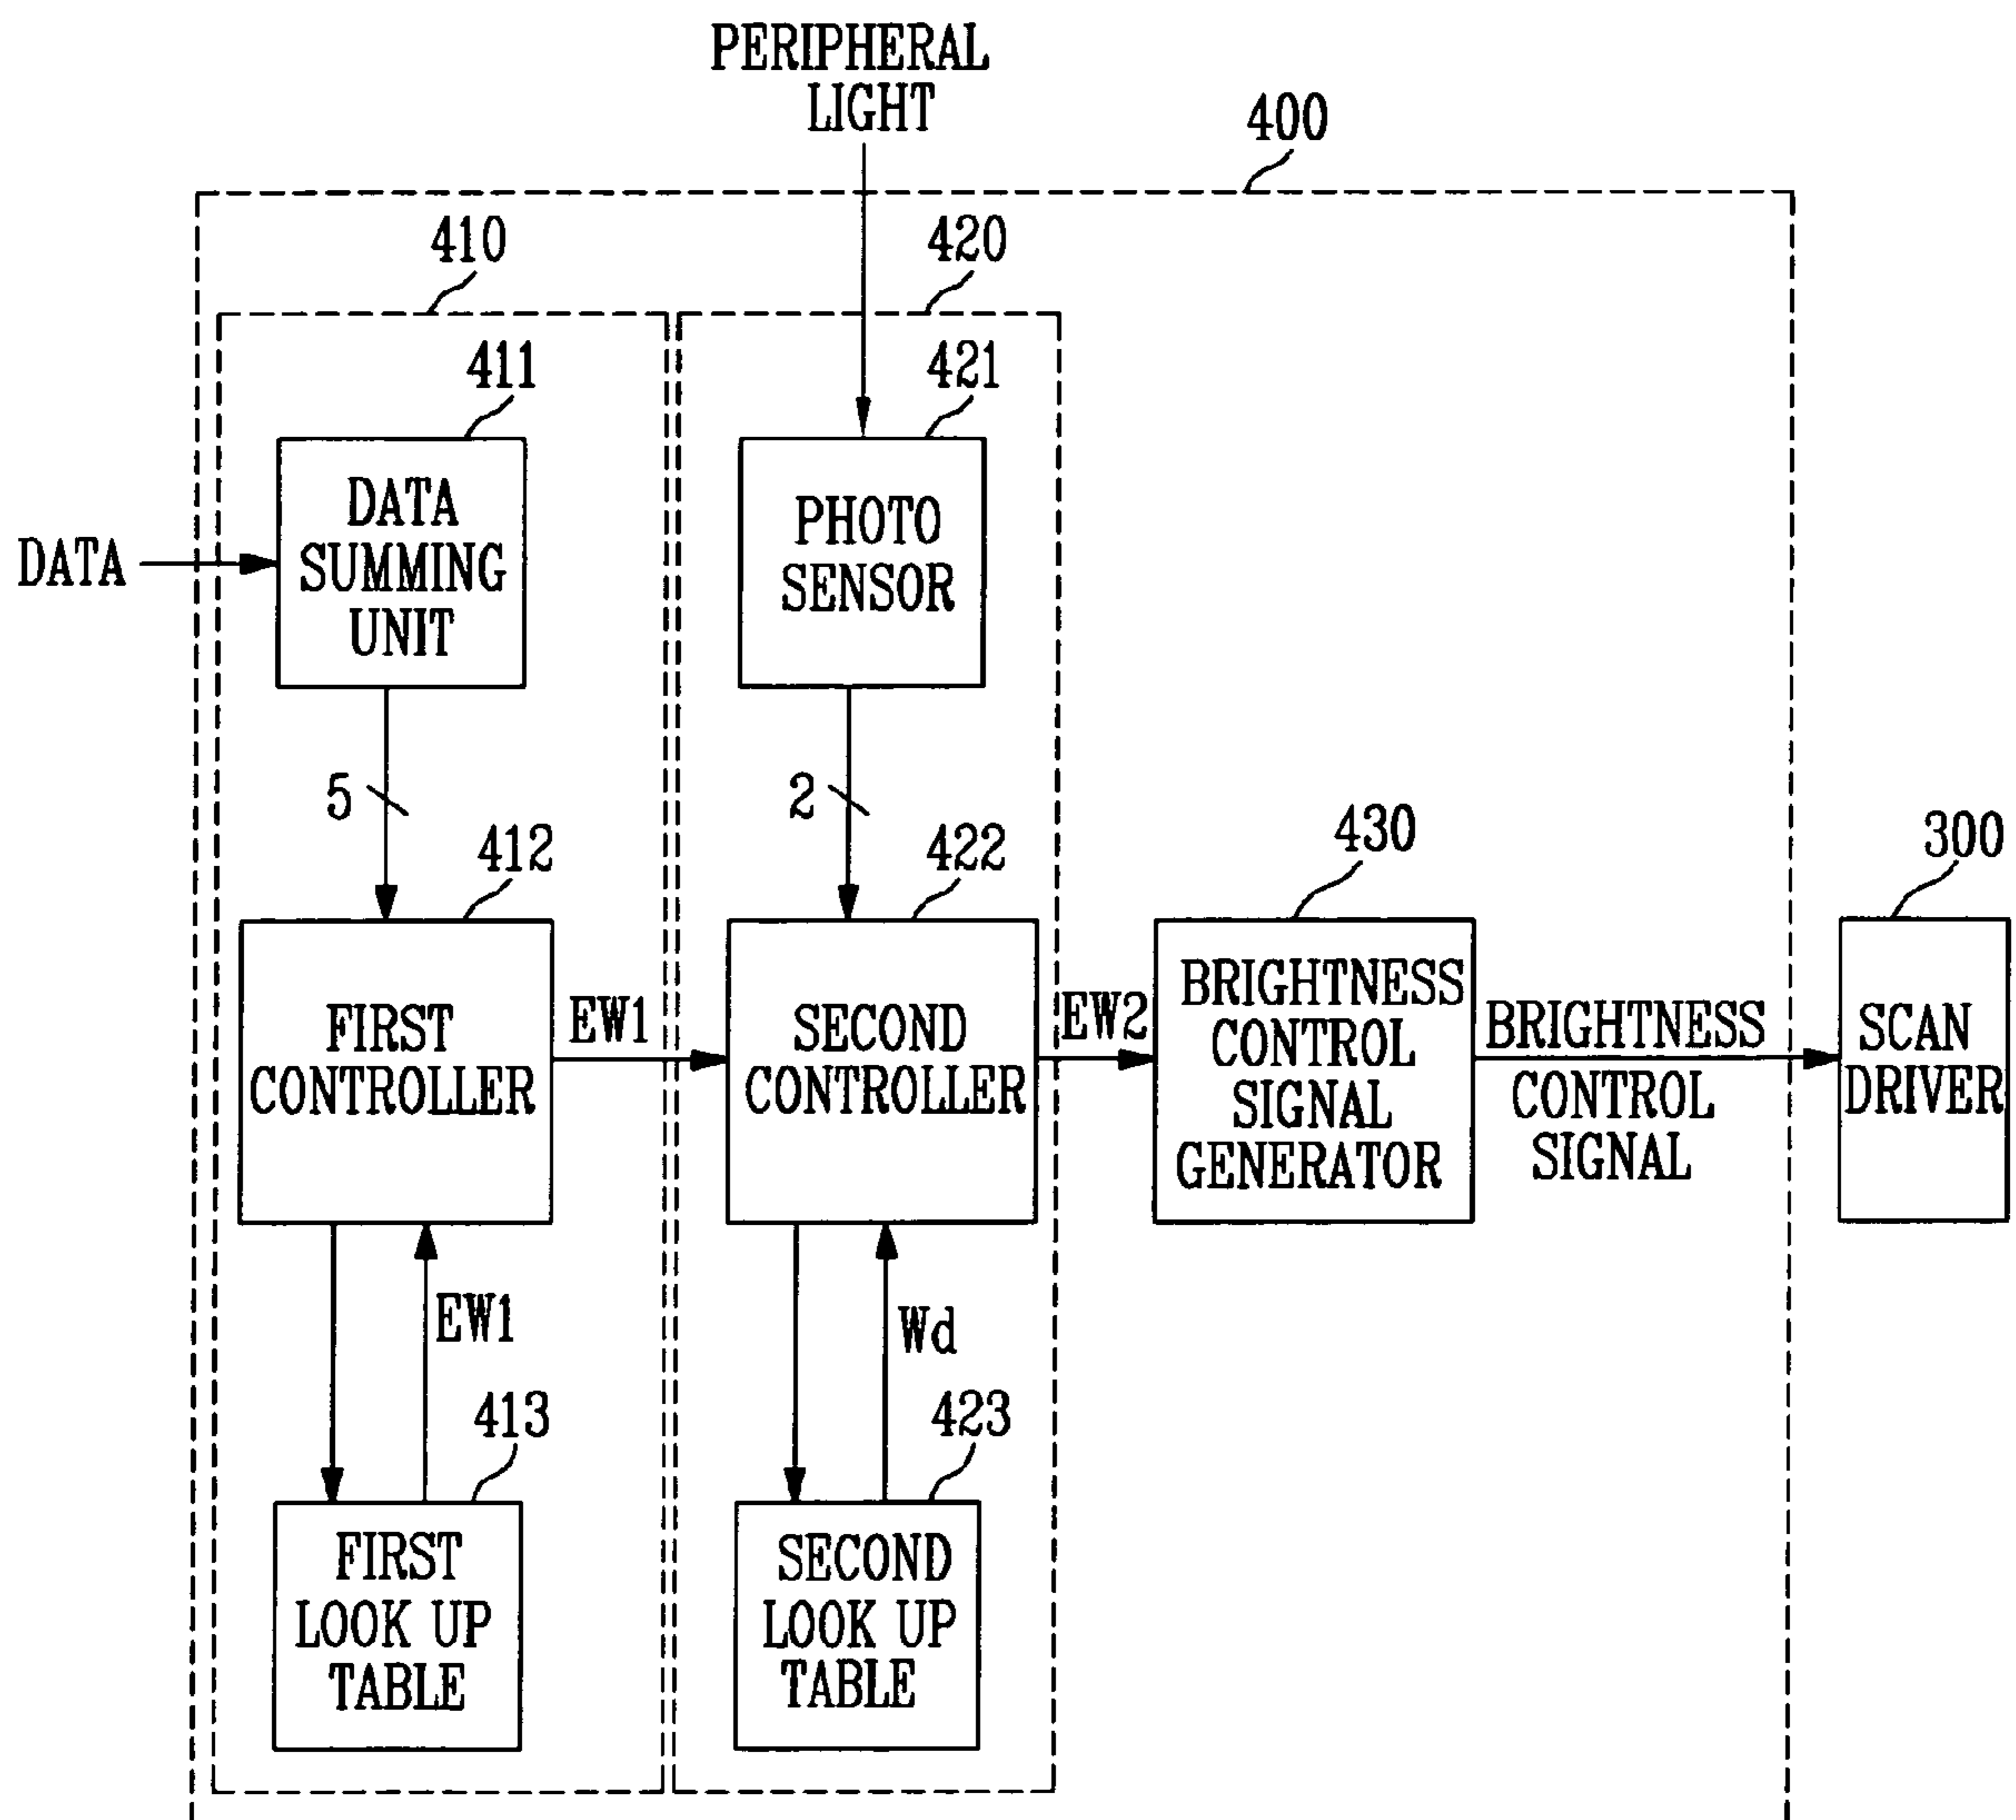 PERIPHERAL
LIGHT
400
410
420
411
421
DATA
DATA
SUMMING
UNIT
PHOTO
SENSOR
5
2
412
422
430
300
FIRST
CONTROLLER
EW1
SECOND
CONTROLLER
EW2
BRIGHTNESS
CONTROL
SIGNAL
GENERATOR
BRIGHTNESS
CONTROL
SIGNAL
SCAN
DRIVER
EW1
Wd
413
423
FIRST
LOOK UP
TABLE
SECOND
LOOK UP
TABLE